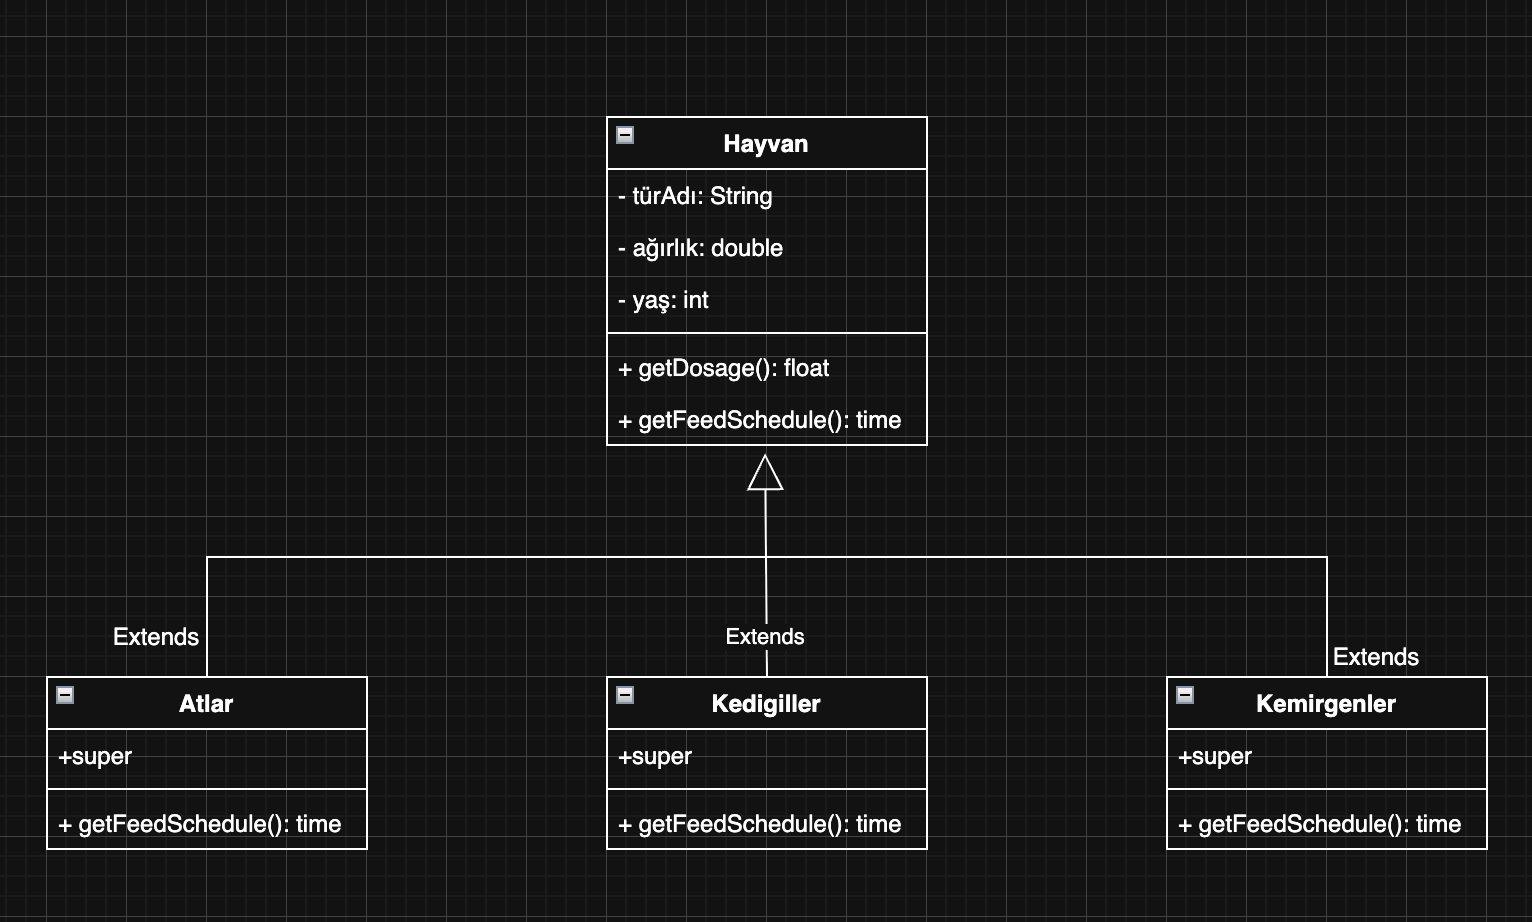 Hayvan
- türAdı: String
- ağırlık: double
- yaş: int
+ getDosage(): float
+ getFeedSchedule(): time
Extends
Extends
Extends
Atlar
+super
+ getFeedSchedule(): time
Kedigiller
+super
+ getFeedSchedule(): time
Kemirgenler
+super
+ getFeedSchedule(): time